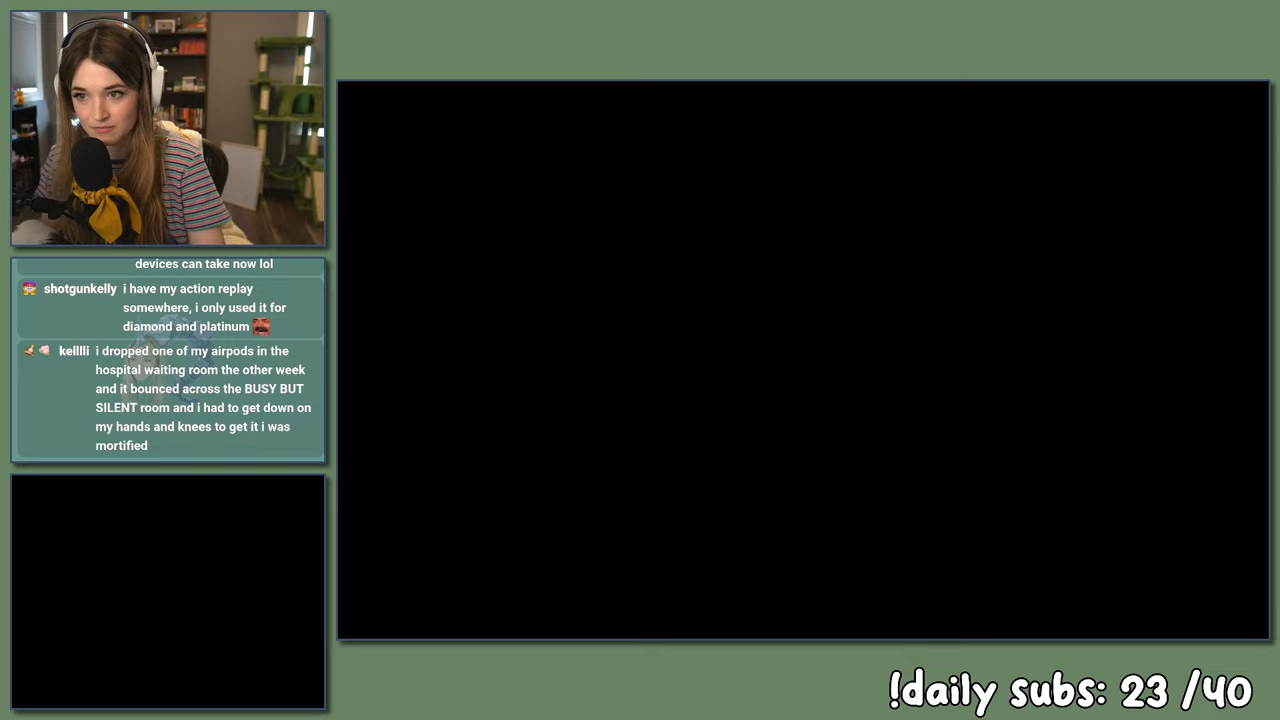 devices can take now lol
shotgunkelly i have my action replay
somewhere, i only used it for
diamond and platinum
kelllli i dropped one of my airpods in the
hospital waiting room the other week
and it bounced across the BUSY BUT
SILENT room and i had to get down on
my hands and knees to get it i was
mortified
!daily subs: 23 /40